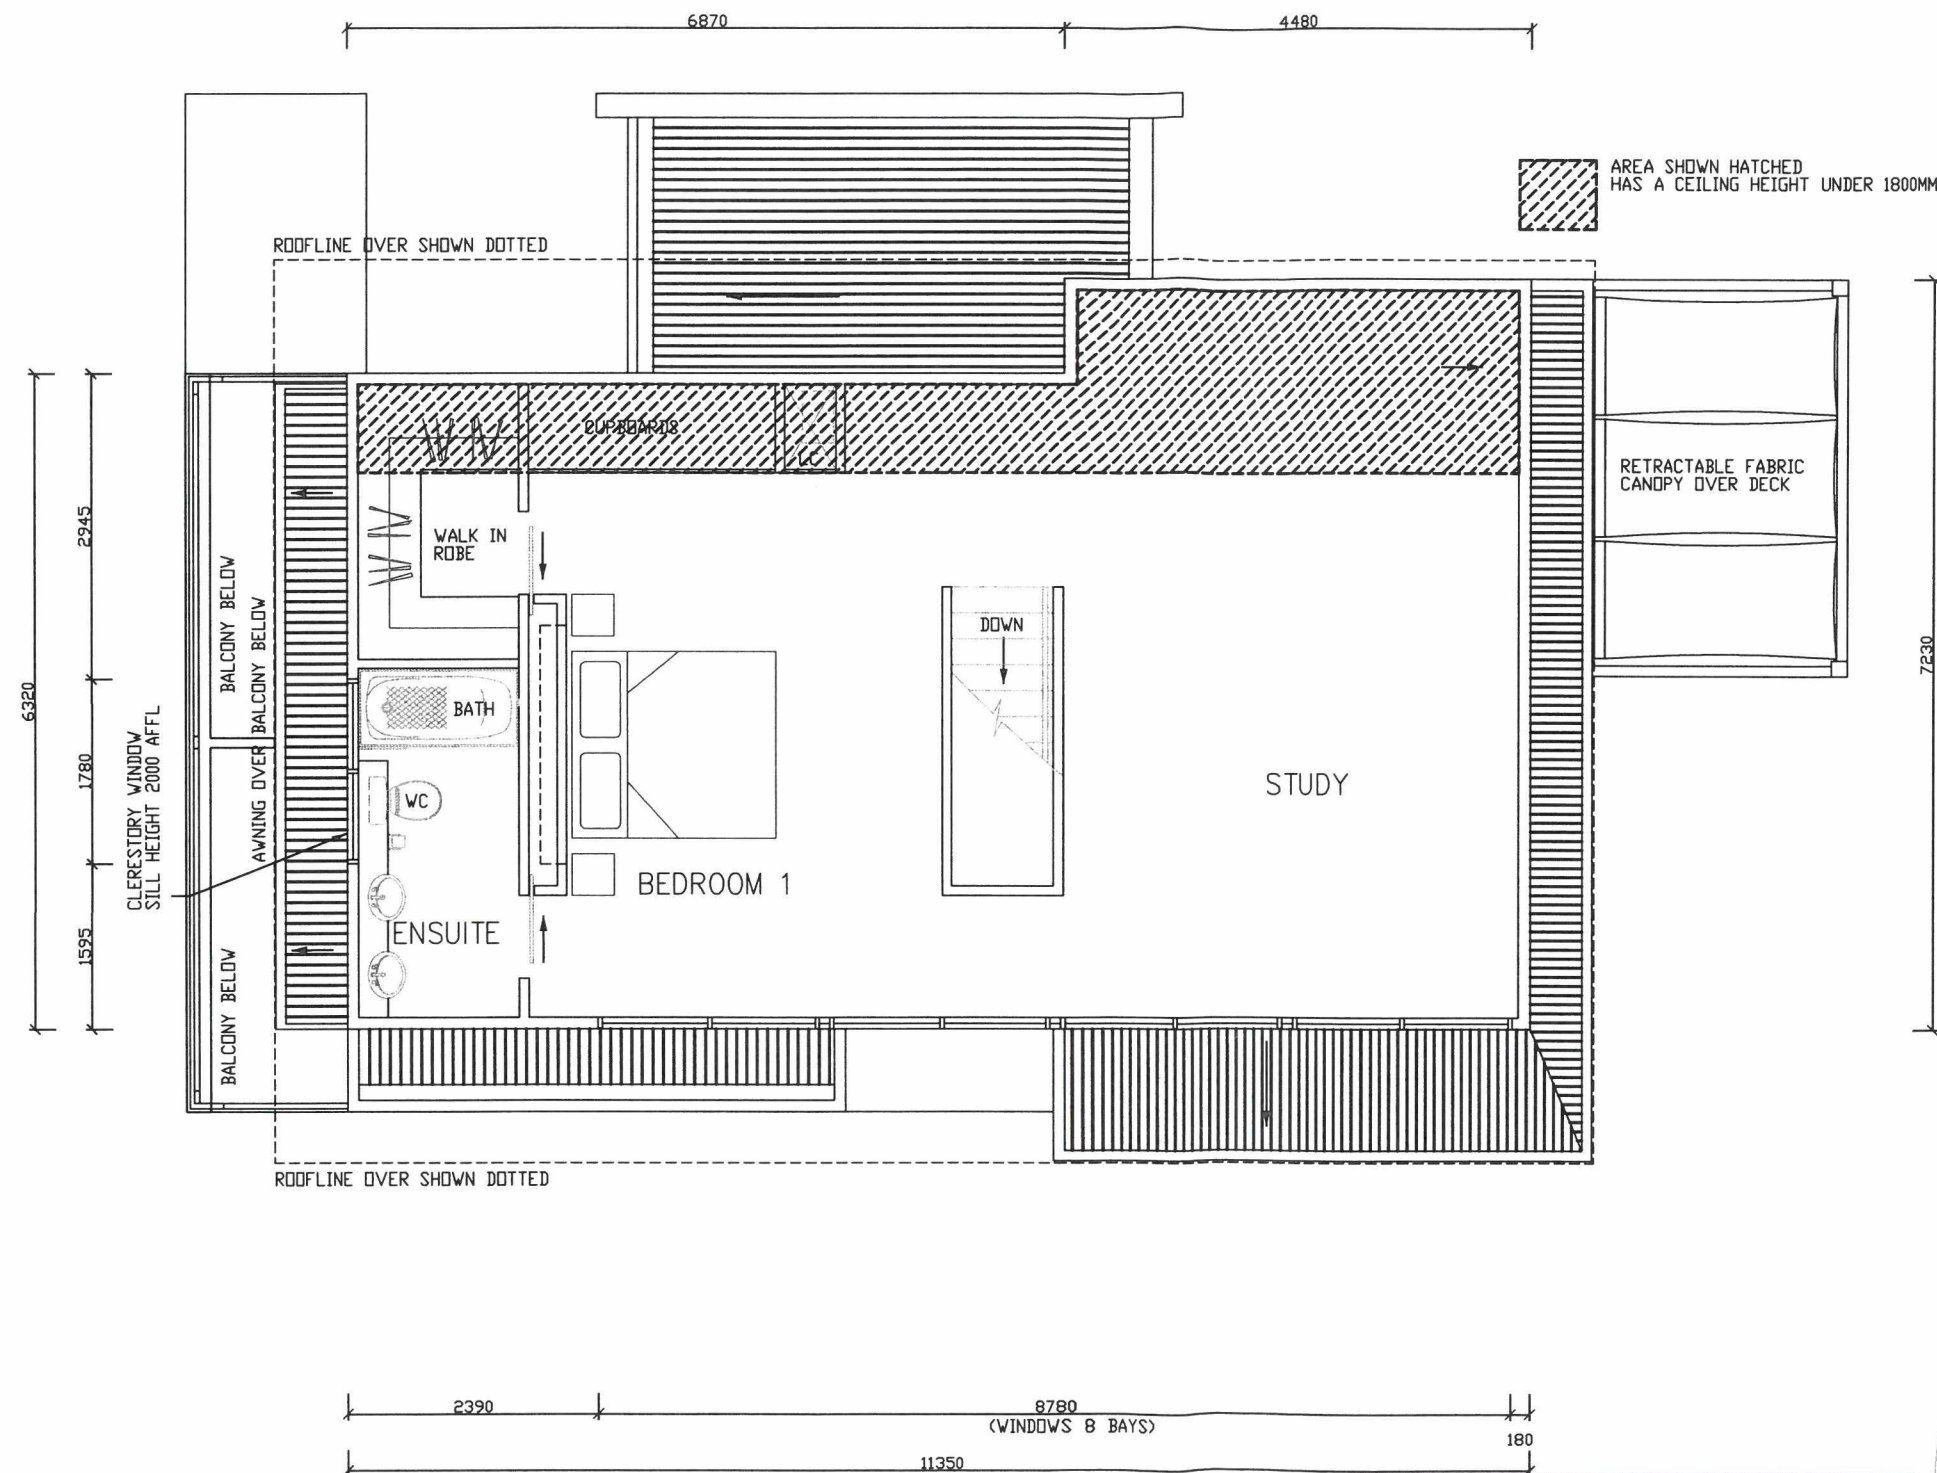 6870
4480
AREA SHOWN HATCHED
HAS A CEILING HEIGHT UNDER 1800MM
ROOFLINE OVER SHOWN DOTTED
CUPBOARDS
LC
RETRACTABLE FABRIC
CANOPY OVER DECK
WALK IN
ROBE
2945
6320
7230
BALCONY BELOW
AWNING OVER BALCONY BELOW
DOWN
BATH
1780
CLERESTORY WINDOW
SILL HEIGHT 2000 AFFL
WC
STUDY
BEDROOM 1
ENSUITE
1595
BALCONY BELOW
ROOFLINE OVER SHOWN DOTTED
2390
8780
(WINDOWS 8 BAYS)
180
11350